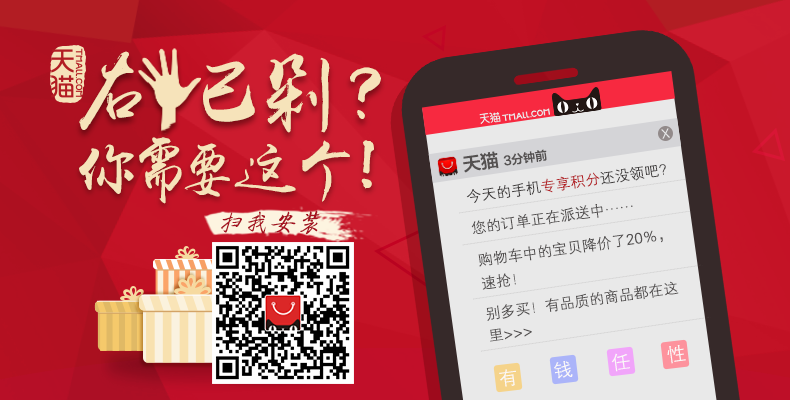 天猫
TMALL.COM
右已剁?
你需要这个!
扫我安装
天猫 TMALL.COM
X
天猫 3分钟前
今天的手机专享积分还没领吧?
您的订单正在派送中……
购物车中的宝贝降价了20%,
速抢!
别多买!有品质的商品都在这
里>>>
有 钱 任 性